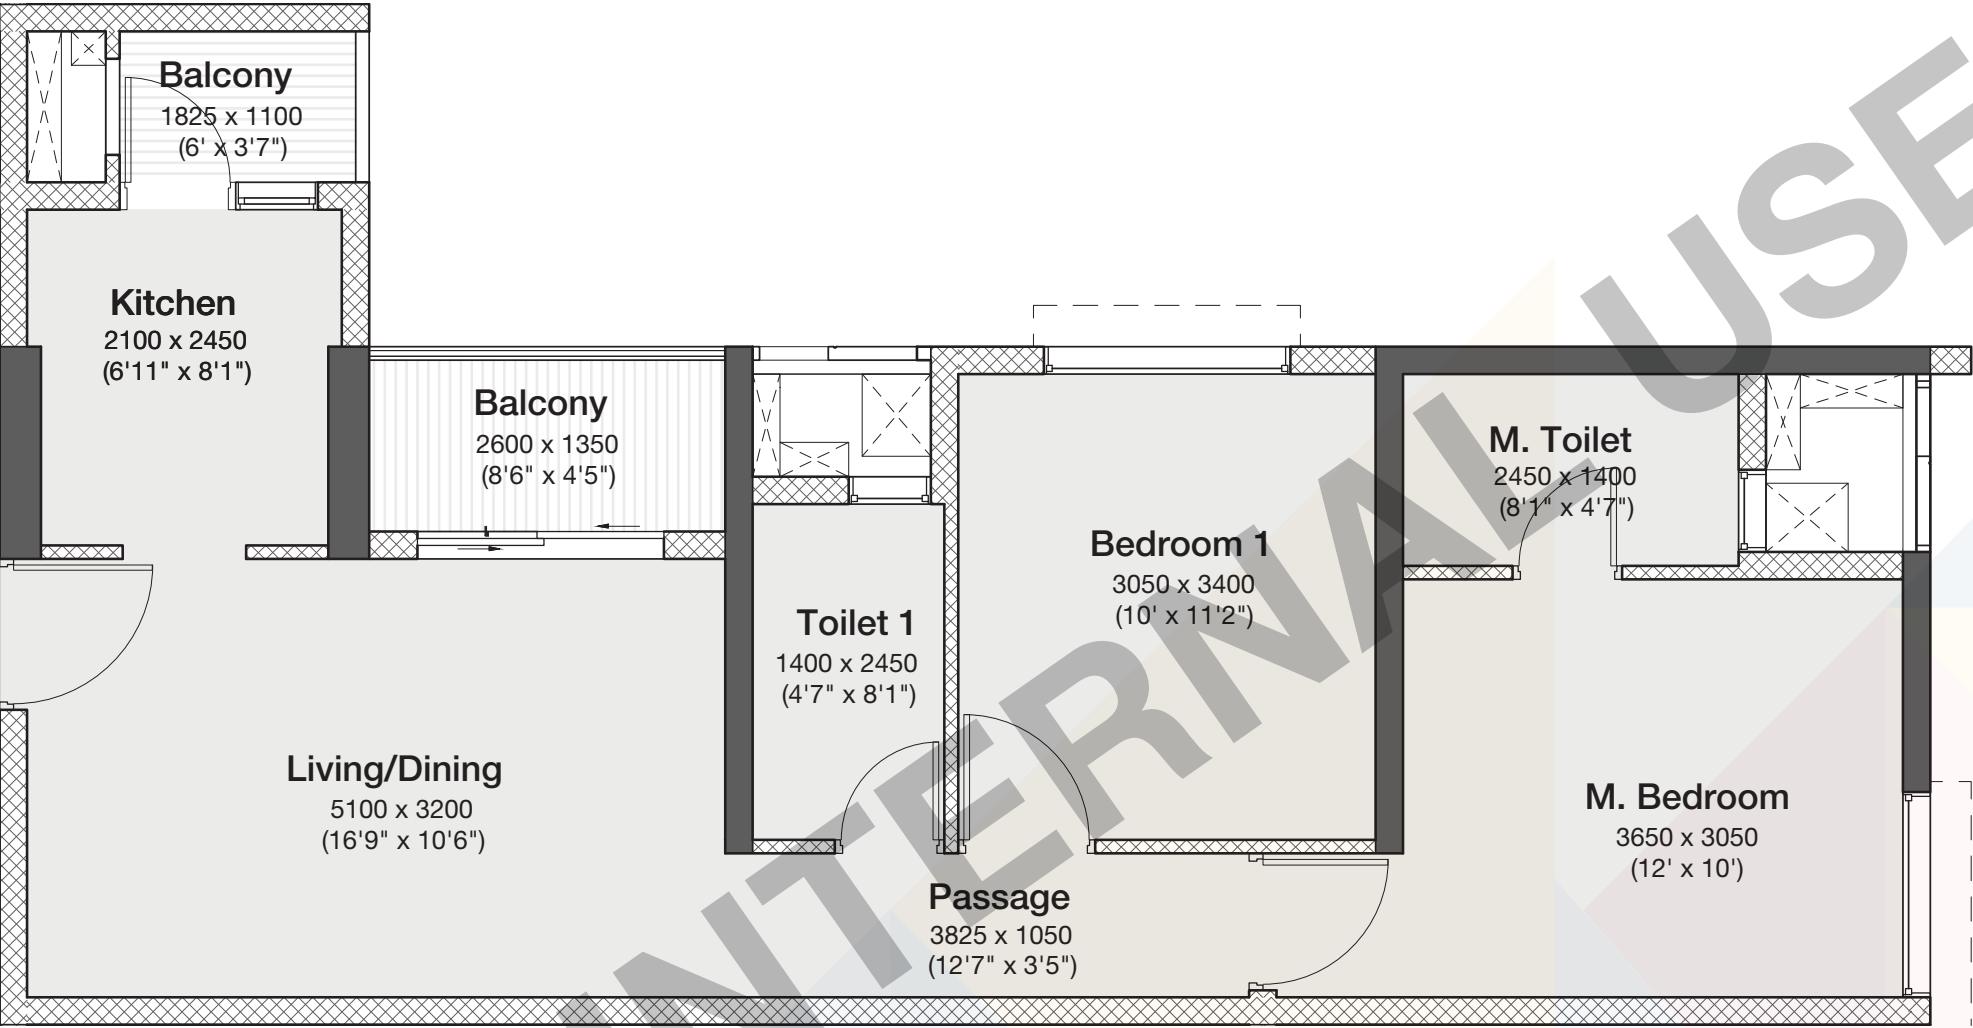 Balcony
1825 x 1100
(6' x 3'7")
Kitchen
2100 x 2450
(6'11" x 8'1")
Balcony
2600 x 1350
(8'6" x 4'5")
M. Toilet
2450 x 1400
(8'1" x 4'7")
Bedroom 1
3050 x 3400
(10' x 11'2")
Toilet 1
1400 x 2450
(4'7" x 8'1")
Living/Dining
5100 x 3200
(16'9" x 10'6")
M. Bedroom
3650 x 3050
(12' x 10')
Passage
3825 x 1050
(12'7" x 3'5")
INTERNAL USE